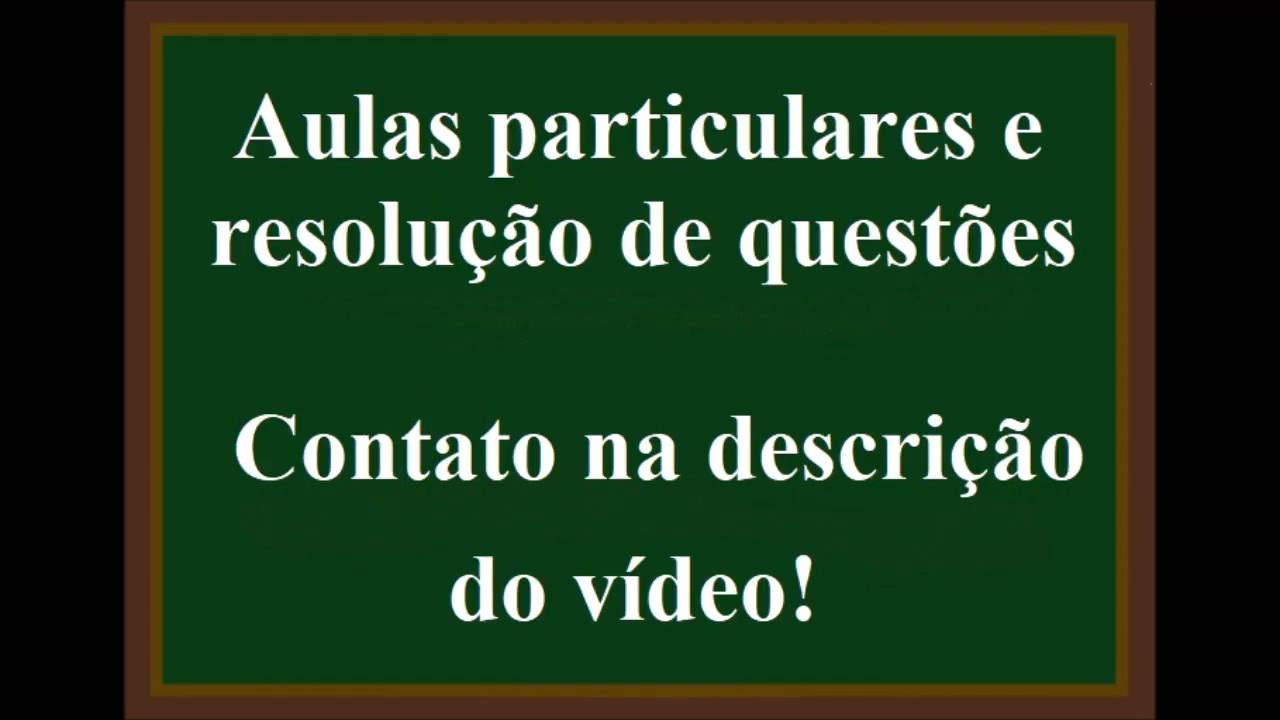 Aulas particulares e
resolução de questões
Contato na descrição
do vídeo!